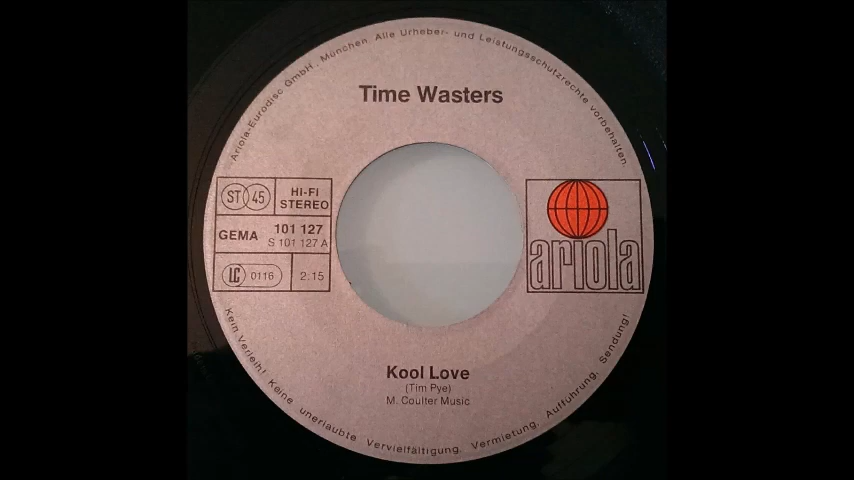 Ariola-Eurodisc GmbH., München. Alle Urheber- und Leistungsschutzrechte vorbehalten.
Time Wasters
ST 45
HI-FI
STEREO
GEMA
101 127
S 101 127 A
LC 0116
2.15
ariola
Kool Love
(Tim Pye)
M. Coulter Music
Kein Verleih! Keine unerlaubte Vervielfältigung, Vermietung, Aufführung, Sendung!